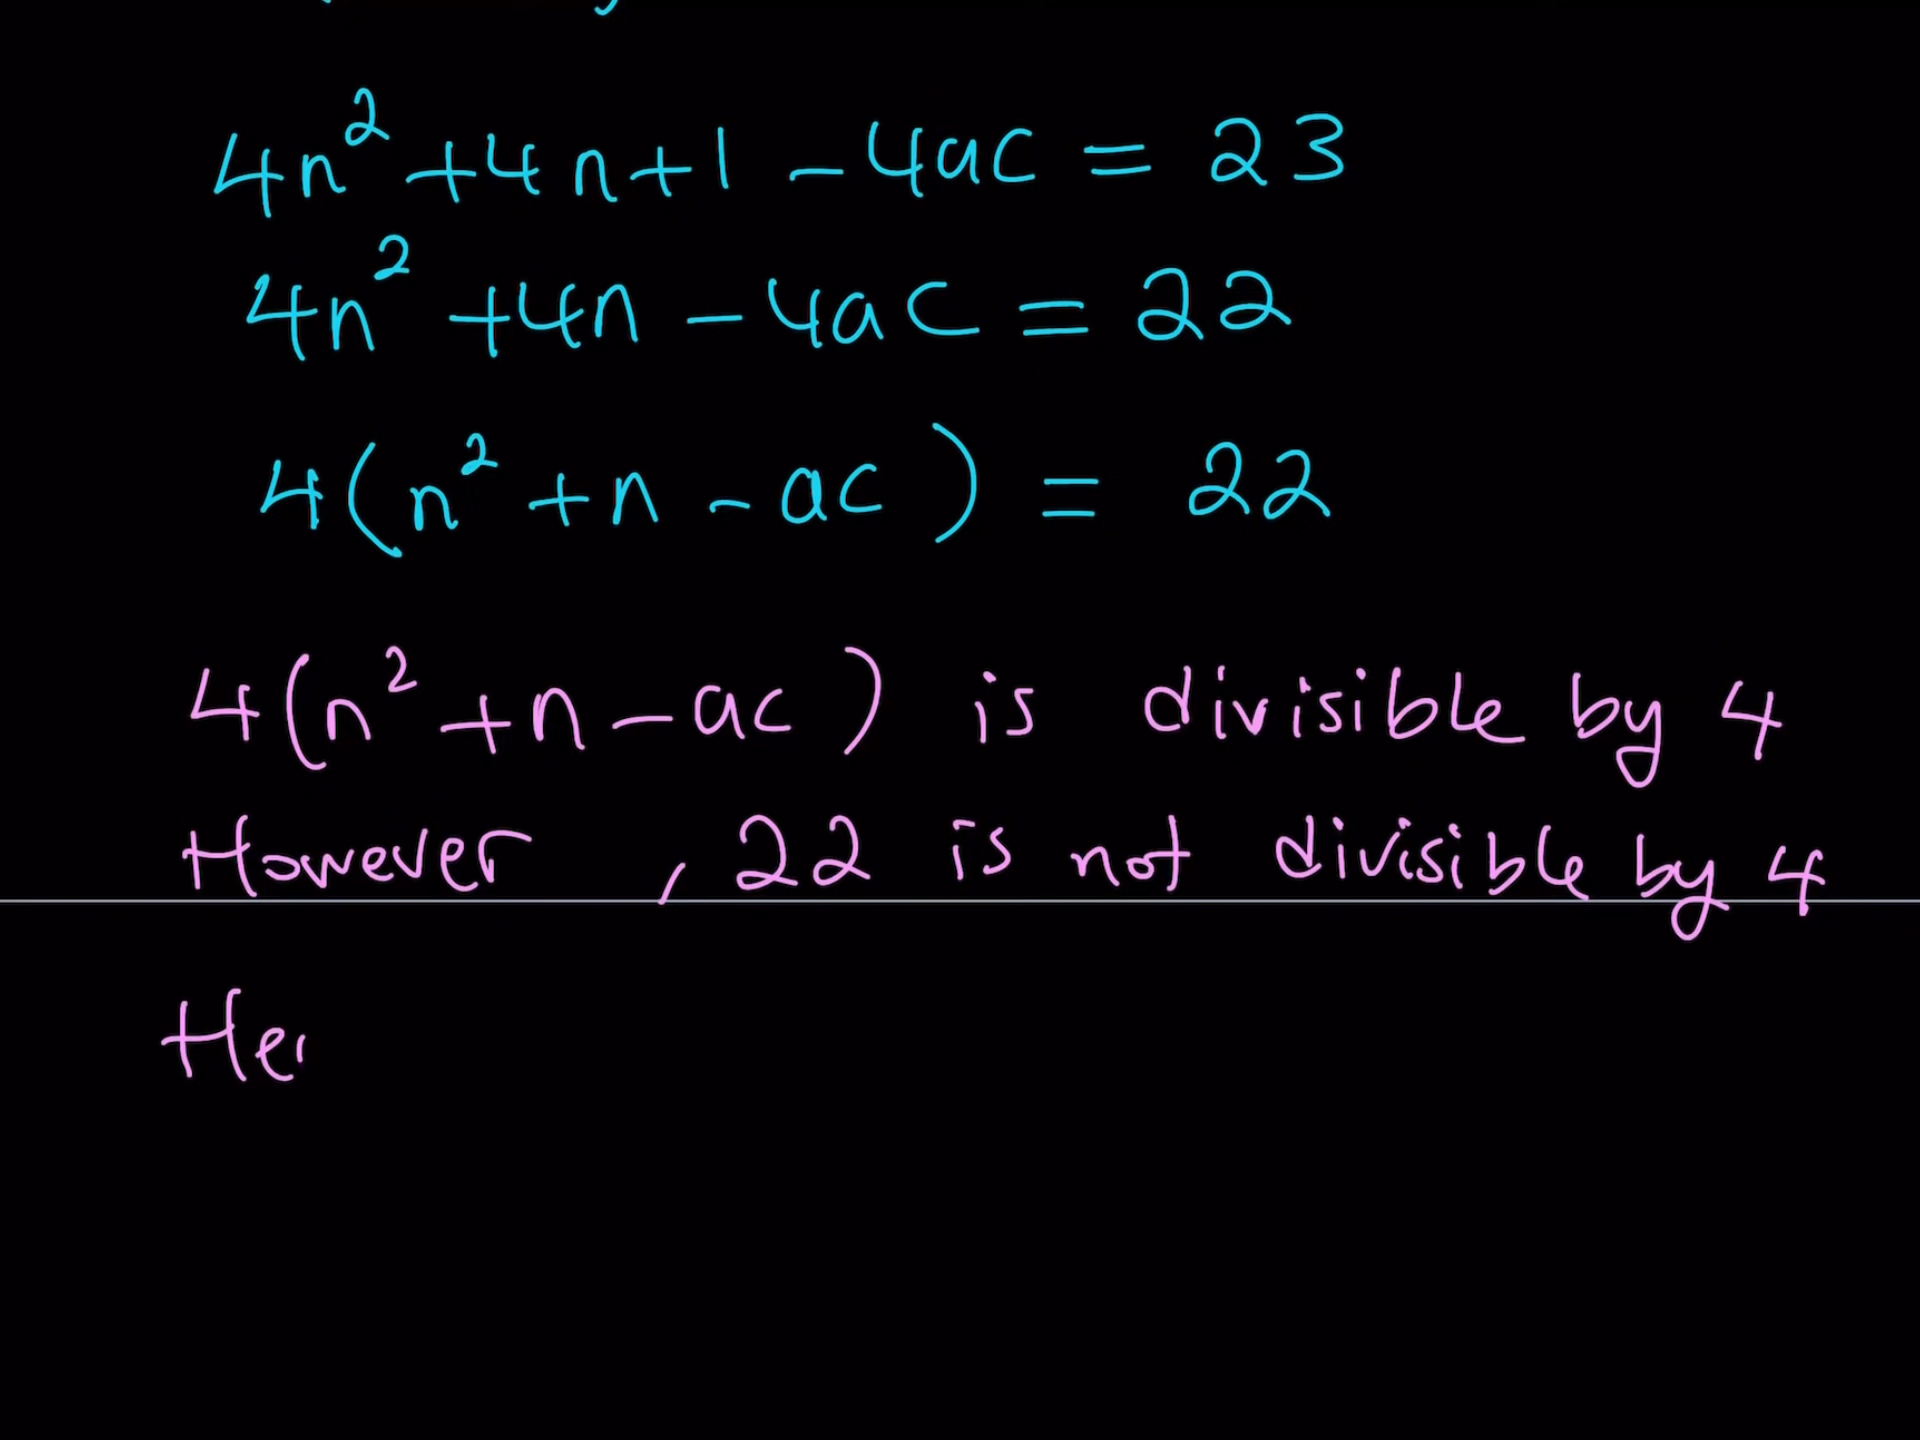 4n² + 4n + 1 - 4ac = 23
4n² + 4n - 4ac = 22
4(n² + n - ac) = 22
4(n² + n - ac) is divisible by 4
However, 22 is not divisible by 4